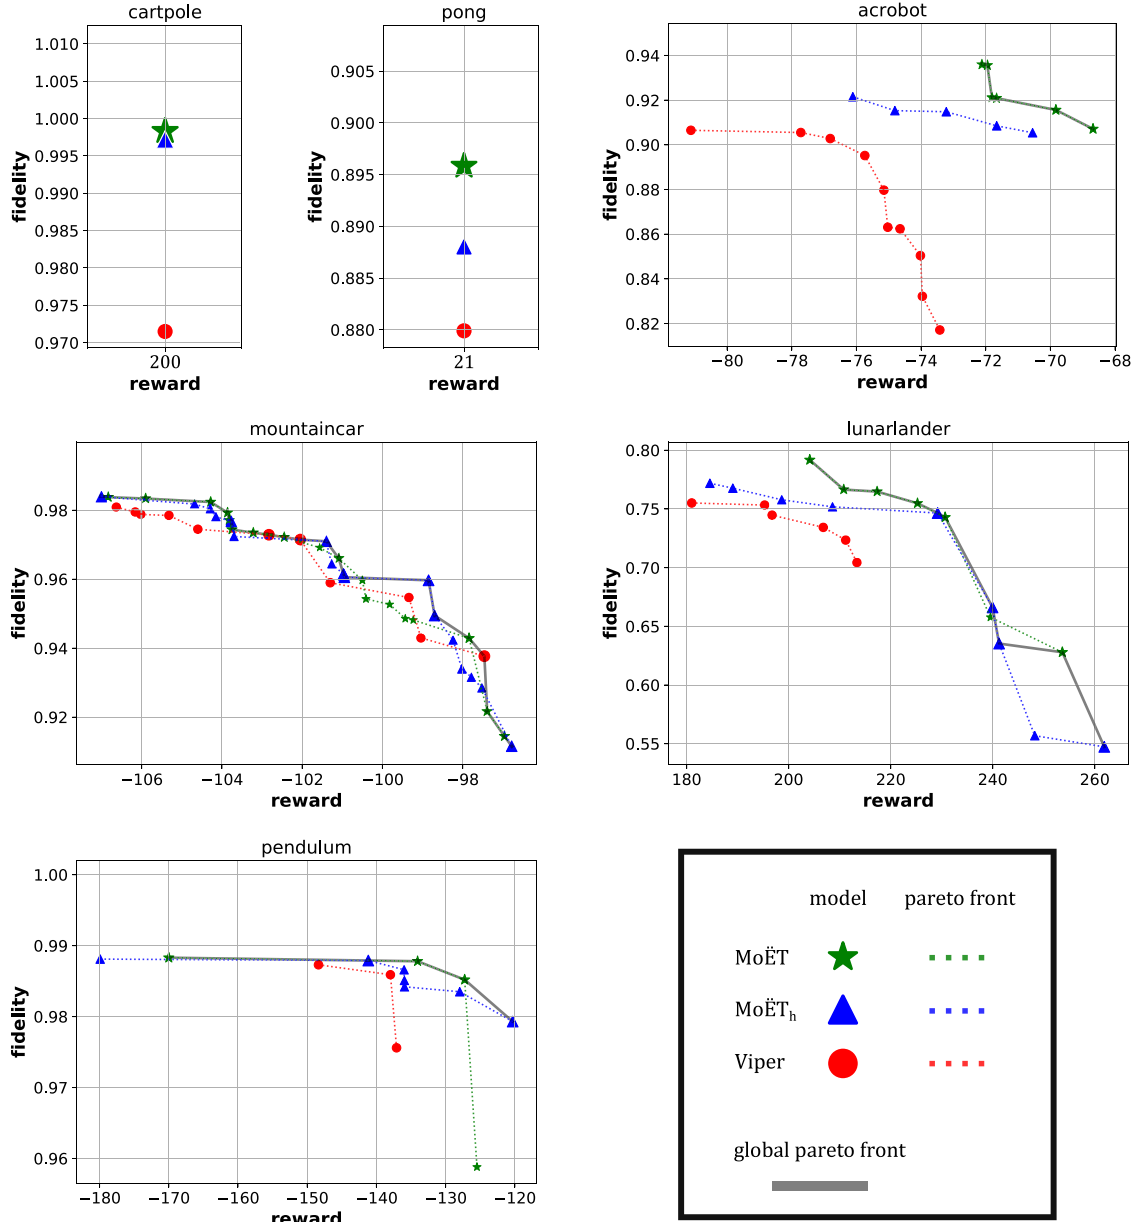 cartpole
1.010
1.005
1.000
0.995
0.990
0.985
0.980
0.975
0.970
fidelity
200
reward
pong
0.905
0.900
0.895
0.890
0.885
0.880
fidelity
21
reward
acrobot
0.94
0.92
0.90
0.88
0.86
0.84
0.82
fidelity
−80 −78 −76 −74 −72 −70 −68
reward
mountaincar
0.98
0.96
0.94
0.92
fidelity
−106 −104 −102 −100 −98
reward
lunarlander
0.80
0.75
0.70
0.65
0.60
0.55
fidelity
180 200 220 240 260
reward
pendulum
1.00
0.99
0.98
0.97
0.96
fidelity
−180 −170 −160 −150 −140 −130 −120
reward
model pareto front
MoËT
MoËTh
Viper
global pareto front